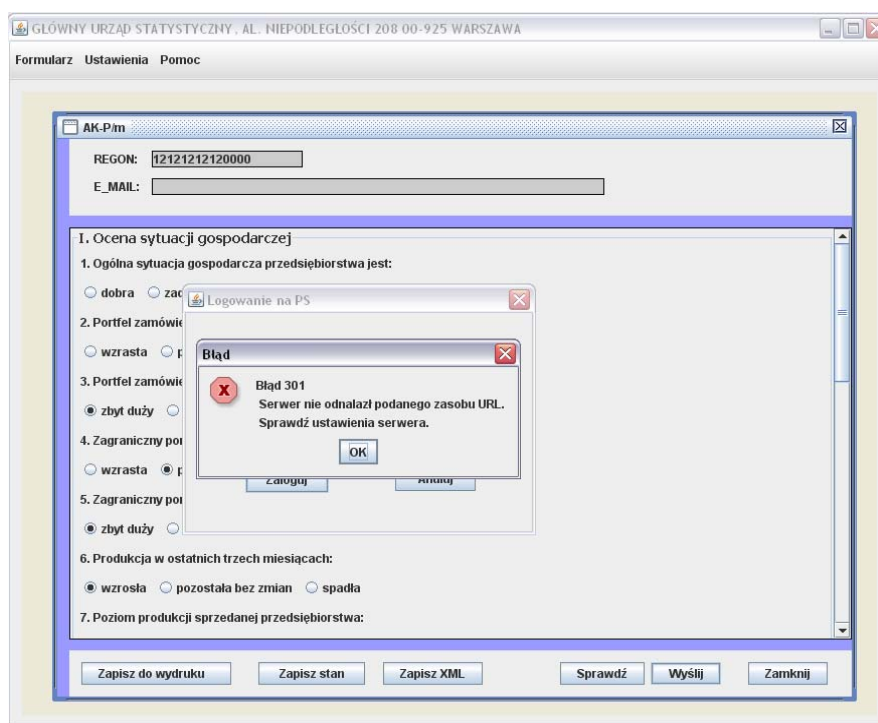 GŁÓWNY URZĄD STATYSTYCZNY , AL. NIEPODLEGŁOŚCI 208 00-925 WARSZAWA
Formularz Ustawienia Pomoc
AK-P/m
REGON: 12121212120000
E_MAIL:
I. Ocena sytuacji gospodarczej
1. Ogólna sytuacja gospodarcza przedsiębiorstwa jest:
dobra
Logowanie na PS
2. Portfel
wzrasta
Błąd
3. Portfel
Błąd 301
Serwer nie odnalazł podanego zasobu URL.
zbyt duży
Sprawdź ustawienia serwera.
4. Zagraniczny
OK
wzrasta
Zaloguj Anuluj
5. Zagraniczny
zbyt duży
6. Produkcja w ostatnich trzech miesiącach:
wzrosła pozostała bez zmian spadła
7. Poziom produkcji sprzedanej przedsiębiorstwa:
Zapisz do wydruku Zapisz stan Zapisz XML Sprawdź Wyślij Zamknij